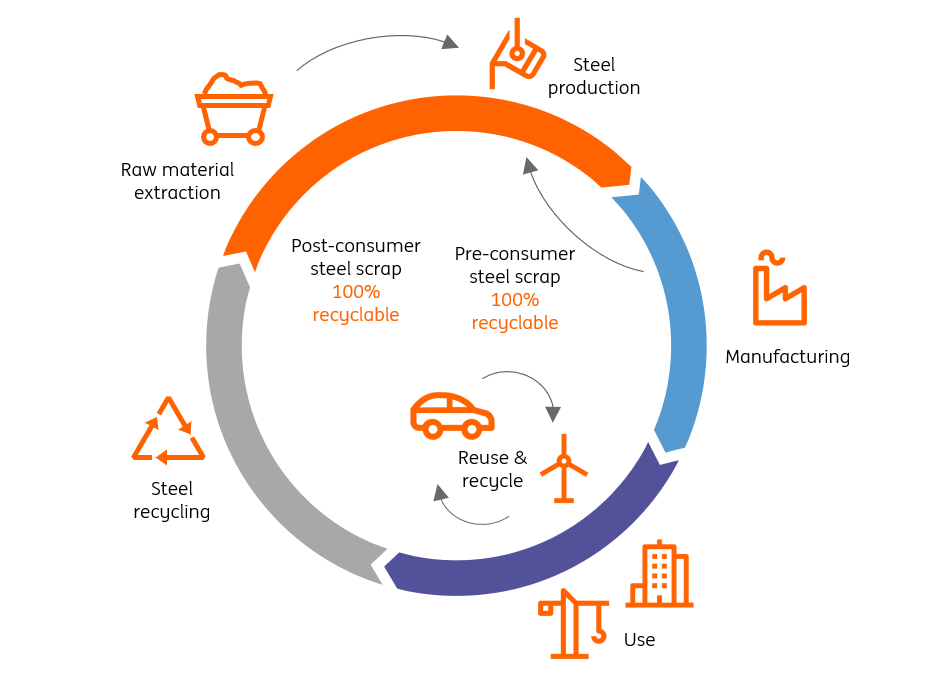 Steel
production
Raw material
extraction
Post-consumer
steel scrap
100%
recyclable
Pre-consumer
steel scrap
100%
recyclable
Manufacturing
Reuse &
recycle
Steel
recycling
Use